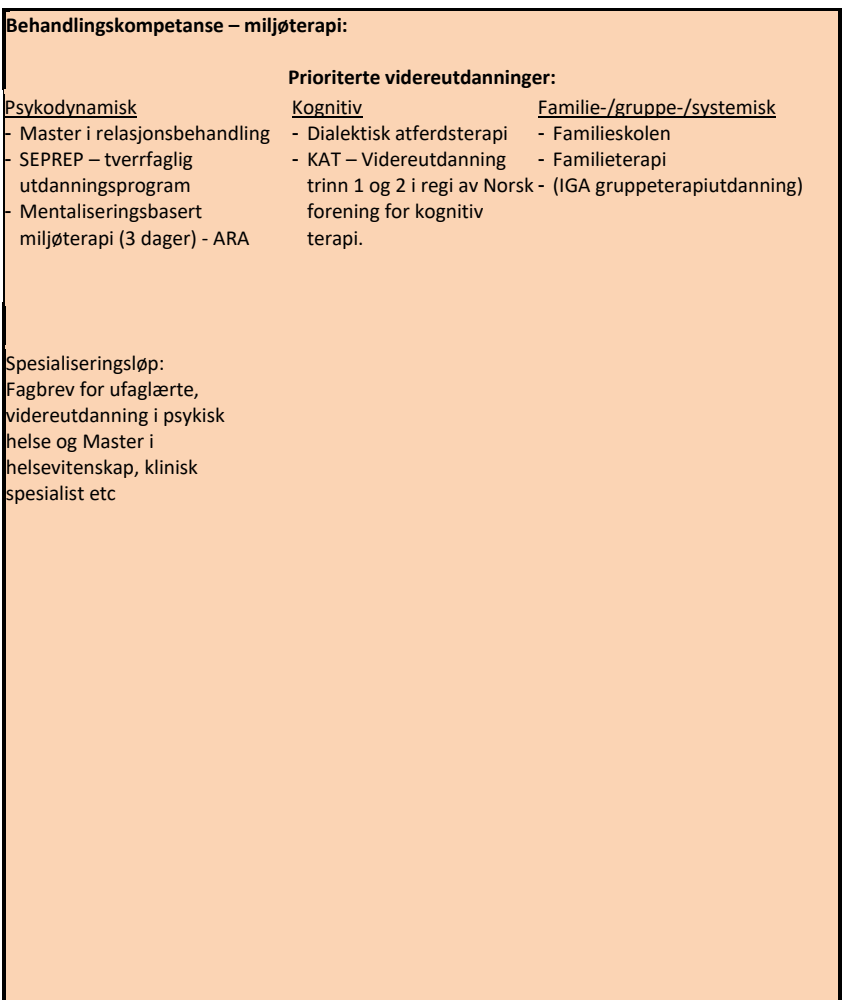 Behandlingskompetanse – miljøterapi:
Prioriterte videreutdanninger:
Psykodynamisk
- Master i relasjonsbehandling
- SEPREP – tverrfaglig
utdanningsprogram
- Mentaliseringsbasert
miljøterapi (3 dager) - ARA
Kognitiv
- Dialektisk atferdsterapi
- KAT – Videreutdanning
trinn 1 og 2 i regi av Norsk
forening for kognitiv
terapi.
Familie-/gruppe-/systemisk
- Familieskolen
- Familieterapi
- (IGA gruppeterapiutdanning)
Spesialiseringsløp:
Fagbrev for ufaglærte,
videreutdanning i psykisk
helse og Master i
helsevitenskap, klinisk
spesialist etc